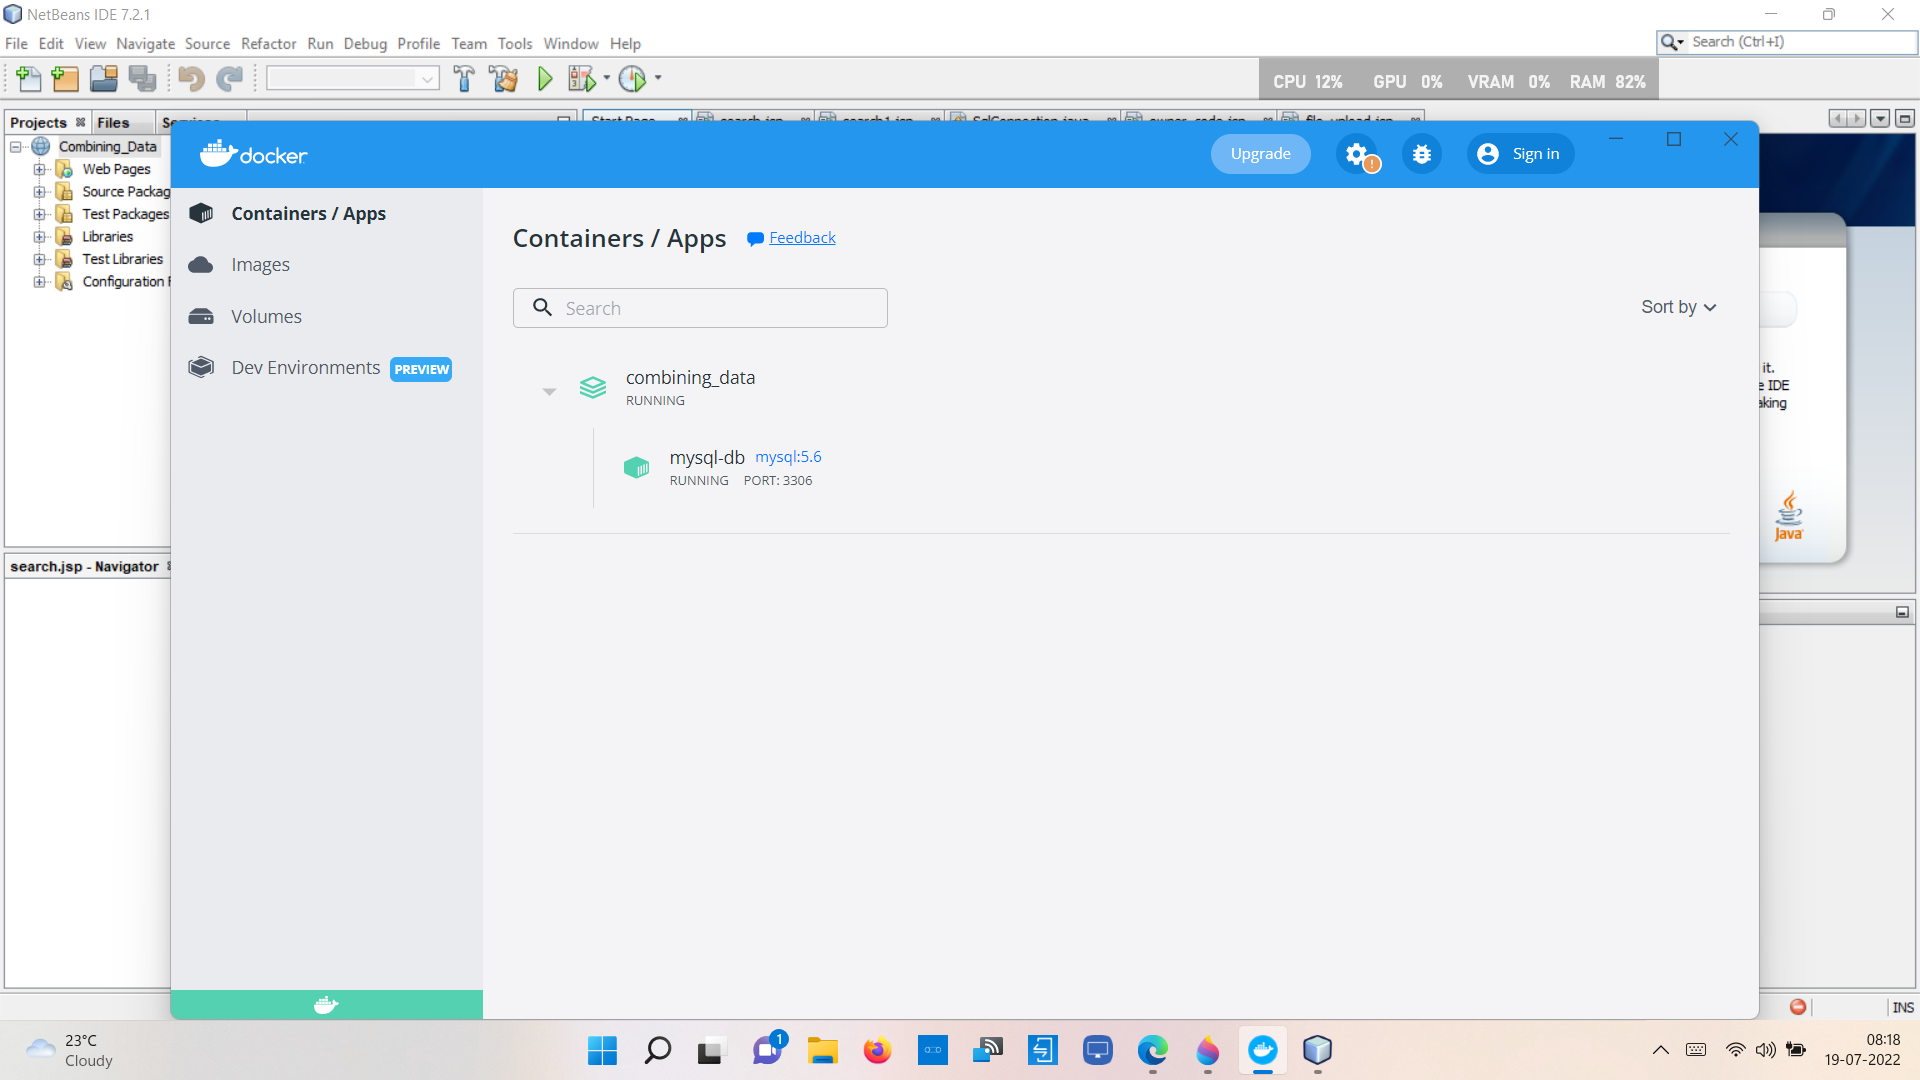 NetBeans IDE 7.2.1
File Edit View Navigate Source Refactor Run Debug Profile Team Tools Window Help
Search (Ctrl+I)
CPU 12% GPU 0% VRAM 0% RAM 82%
Projects Files
Start Page search.jsp search1.jsp SqlConnection.java owner_code.jsp file_upload.jsp
Combining_Data
Web Pages
Source Packag
Test Packages
Libraries
Test Libraries
Configuration F
search.jsp - Navigator
docker
Upgrade
Sign in
Containers / Apps
Images
Volumes
Dev Environments PREVIEW
Containers / Apps Feedback
Search
Sort by
combining_data
RUNNING
mysql-db mysql:5.6
RUNNING PORT: 3306
it.
IDE
aking
Java
INS
23°C
Cloudy
1
08:18
19-07-2022